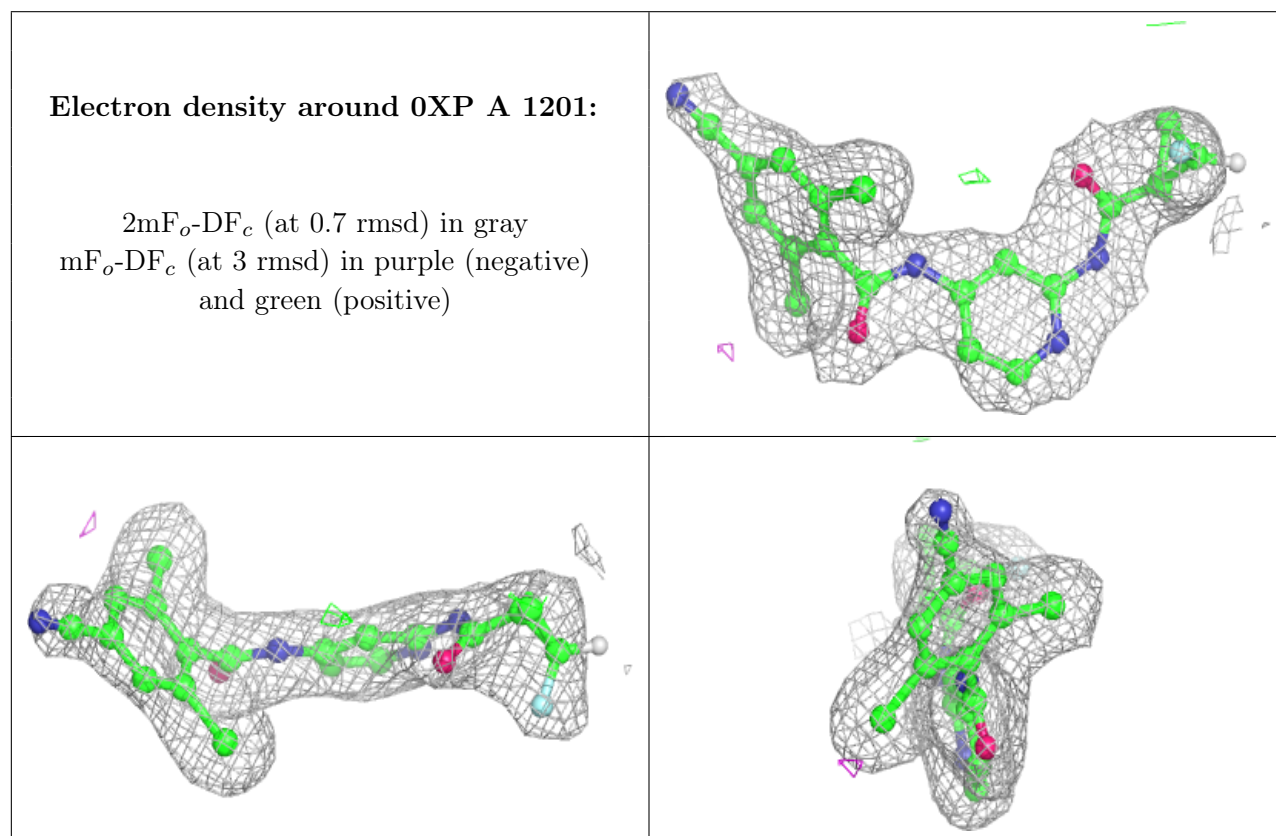 Electron density around 0XP A 1201:
2mFₒ-DF𝒸 (at 0.7 rmsd) in gray
mFₒ-DF𝒸 (at 3 rmsd) in purple (negative)
and green (positive)